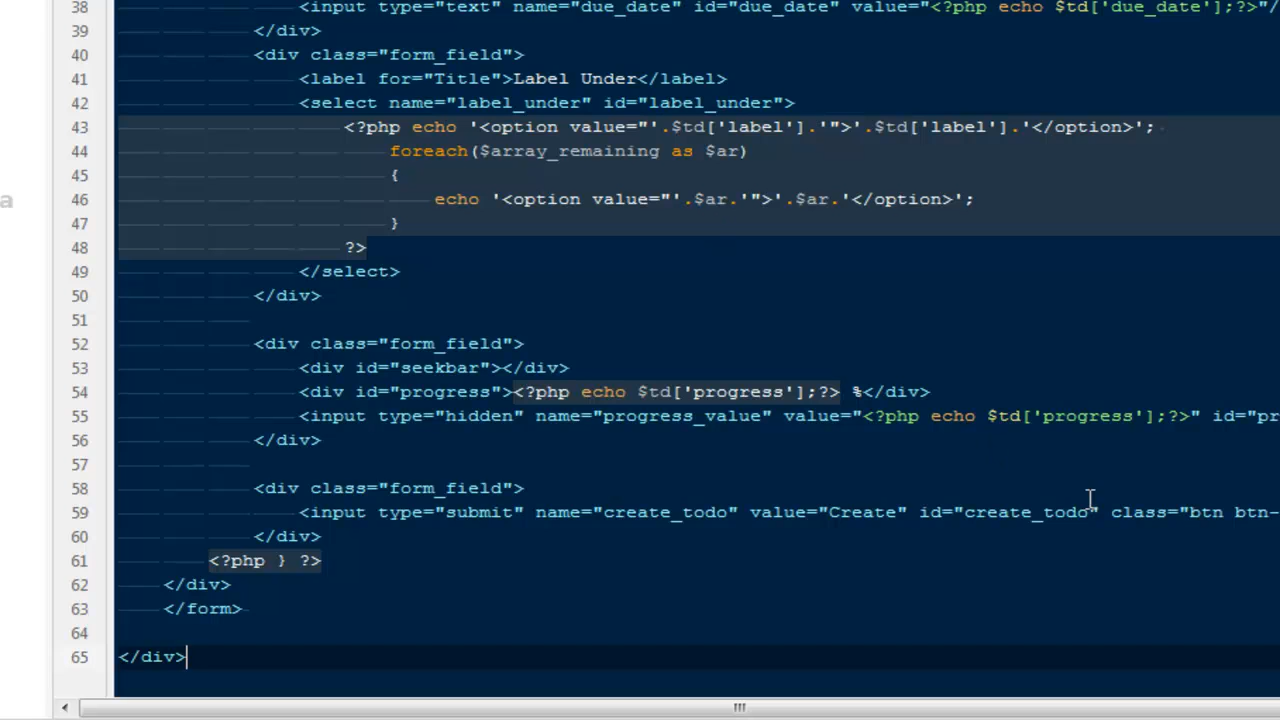 38 <input type="text" name="due_date" id="due_date" value="<?php echo $td['due_date'];?>"/
39 </div>
40 <div class="form_field">
41 <label for="Title">Label Under</label>
42 <select name="label_under" id="label_under">
43 <?php echo '<option value="'.$td['label'].'">'.$td['label'].'</option>';
44 foreach($array_remaining as $ar)
45 {
46 echo '<option value="'.$ar.'">'.$ar.'</option>';
47 }
48 ?>
49 </select>
50 </div>
51
52 <div class="form_field">
53 <div id="seekbar"></div>
54 <div id="progress"><?php echo $td['progress'];?> %</div>
55 <input type="hidden" name="progress_value" value="<?php echo $td['progress'];?>" id="pr
56 </div>
57
58 <div class="form_field">
59 <input type="submit" name="create_todo" value="Create" id="create_todo" class="btn btn-
60 </div>
61 <?php } ?>
62 </div>
63 </form>
64
65 </div>
a